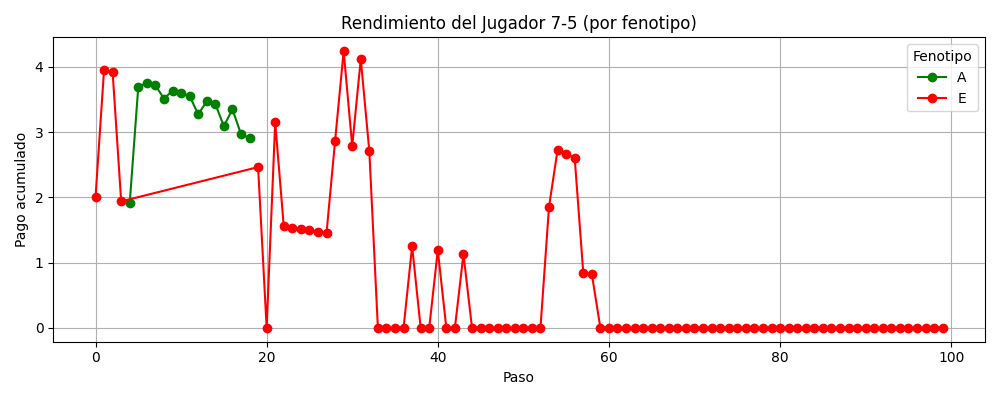 Rendimiento del Jugador 7-5 (por fenotipo)
Pago acumulado
4
3
2
1
0
Fenotipo
A
E
0 20 40 60 80 100
Paso